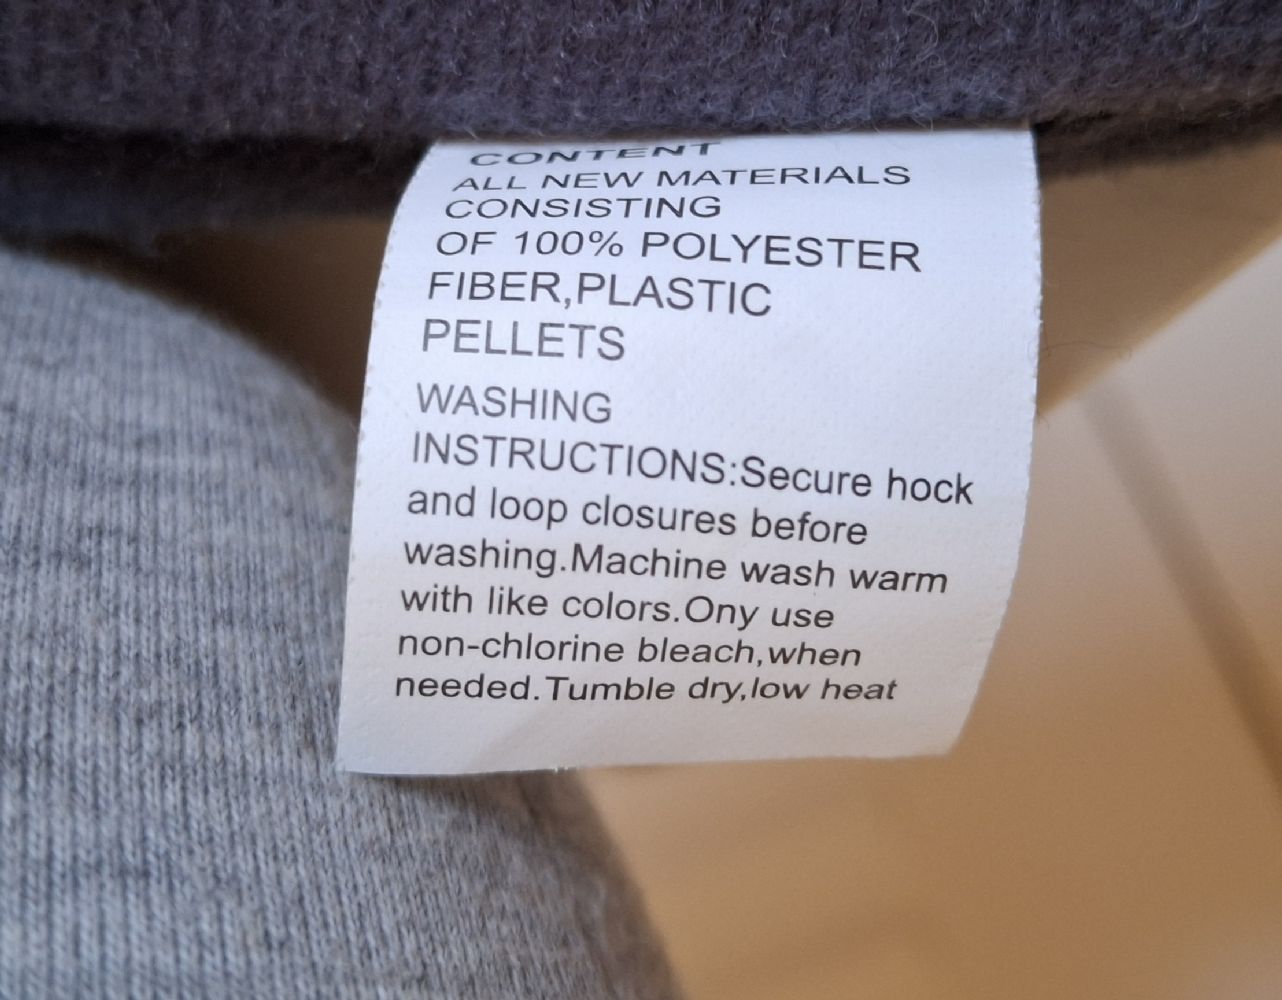 CONTENT
ALL NEW MATERIALS
CONSISTING
OF 100% POLYESTER
FIBER,PLASTIC
PELLETS
WASHING
INSTRUCTIONS:Secure hock
and loop closures before
washing.Machine wash warm
with like colors.Ony use
non-chlorine bleach,when
needed.Tumble dry,low heat